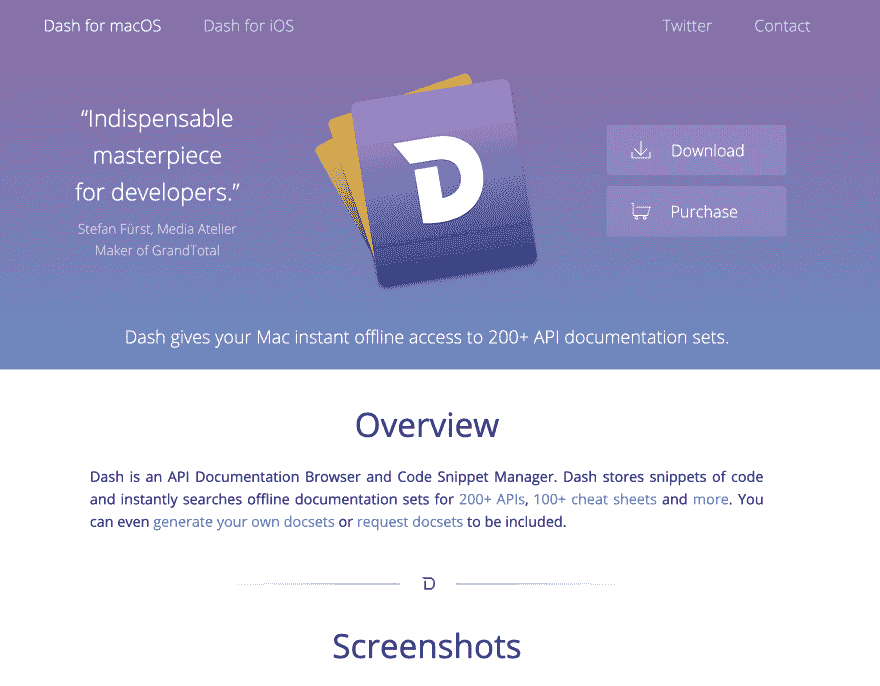 Dash for macOS
Dash for iOS
Twitter
Contact
“Indispensable
masterpiece
for developers.”
Stefan Fürst, Media Atelier
Maker of GrandTotal
D
Download
Purchase
Dash gives your Mac instant offline access to 200+ API documentation sets.
Overview
Dash is an API Documentation Browser and Code Snippet Manager. Dash stores snippets of code
and instantly searches offline documentation sets for 200+ APIs, 100+ cheat sheets and more. You
can even generate your own docsets or request docsets to be included.
D
Screenshots